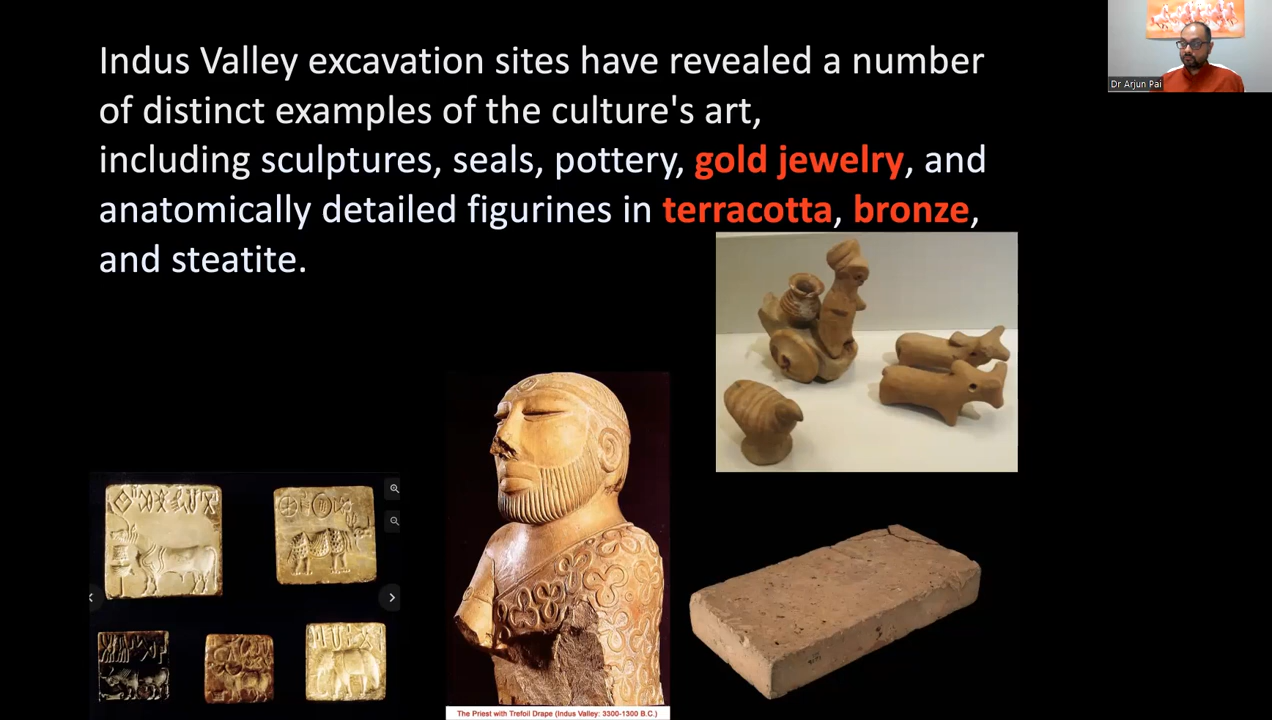 Indus Valley excavation sites have revealed a number
of distinct examples of the culture's art,
including sculptures, seals, pottery, gold jewelry, and
anatomically detailed figurines in terracotta, bronze,
and steatite.
Dr Arjun Pai
The Priest with Trefoil Drape (Indus Valley: 3300-1300 B.C.)